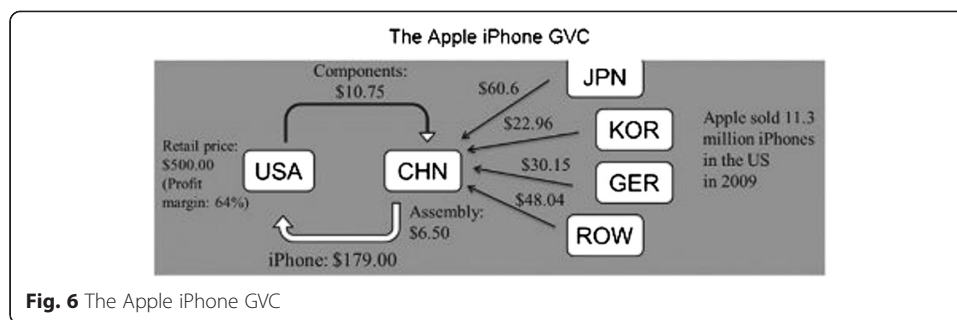 The Apple iPhone GVC
Components:
$10.75
JPN
$60.6
$22.96
KOR
Apple sold 11.3
million iPhones
in the US
in 2009
Retail price:
$500.00
(Profit
margin: 64%)
USA
CHN
$30.15
GER
$48.04
Assembly:
$6.50
ROW
iPhone: $179.00
Fig. 6 The Apple iPhone GVC